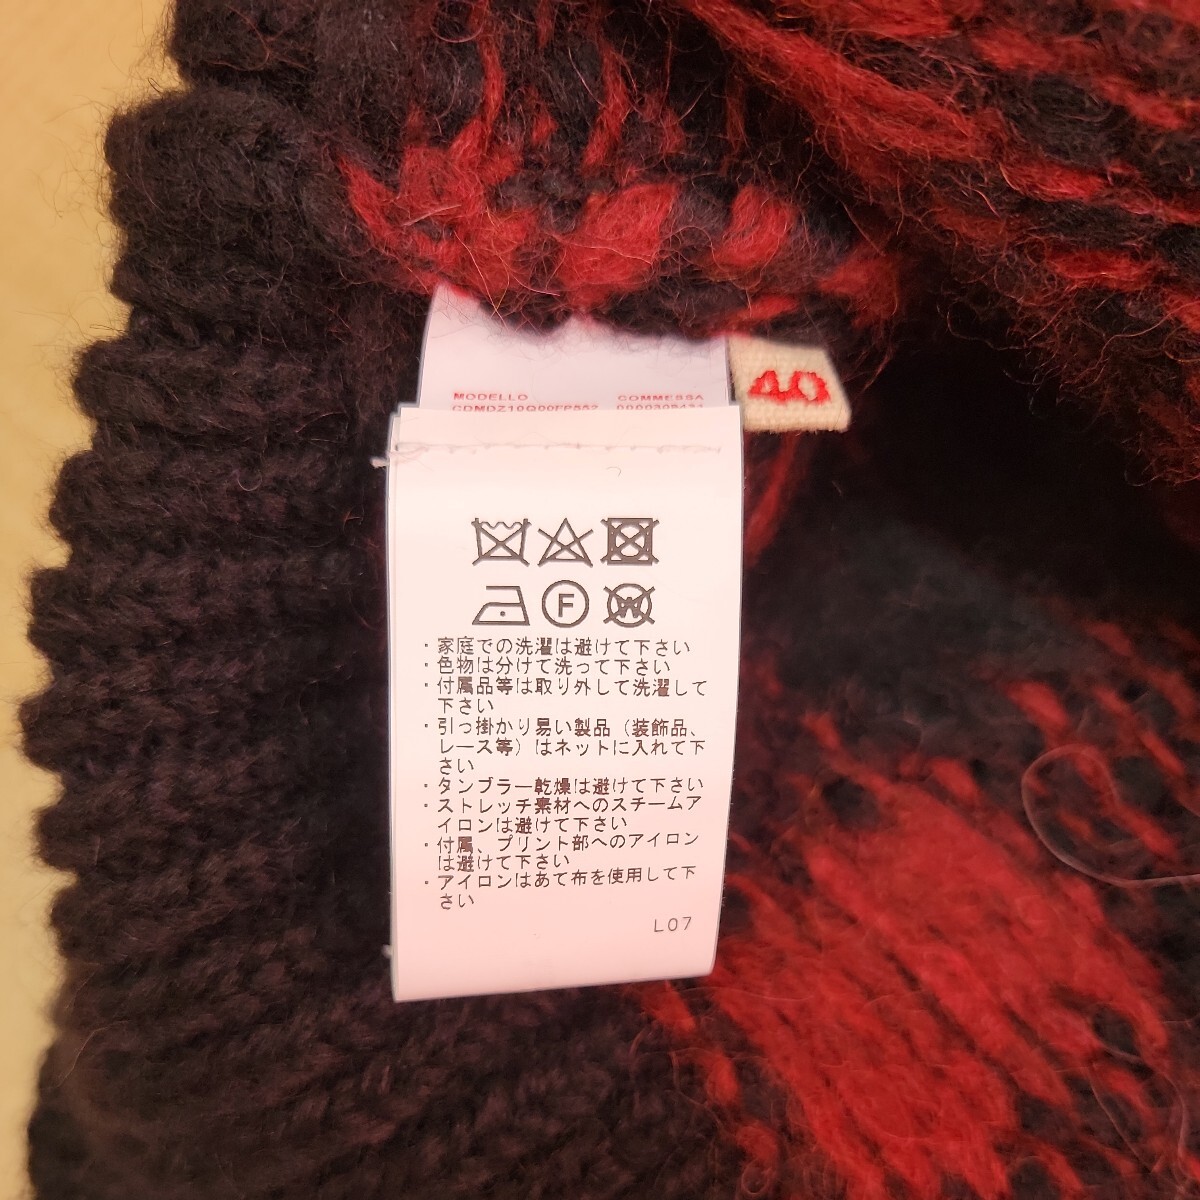 MODELLO COMMESSA
40
F
W
・家庭での洗濯は避けて下さい
・色物は分けて洗って下さい
・付属品等は取り外して洗濯して
下さい
・引っ掛かり易い製品（装飾品、
レース等）はネットに入れて下
さい
・タンブラー乾燥は避けて下さい
・ストレッチ素材へのスチームア
イロンは避けて下さい
・付属、プリント部へのアイロン
は避けて下さい
・アイロンはあて布を使用して下
さい
L07